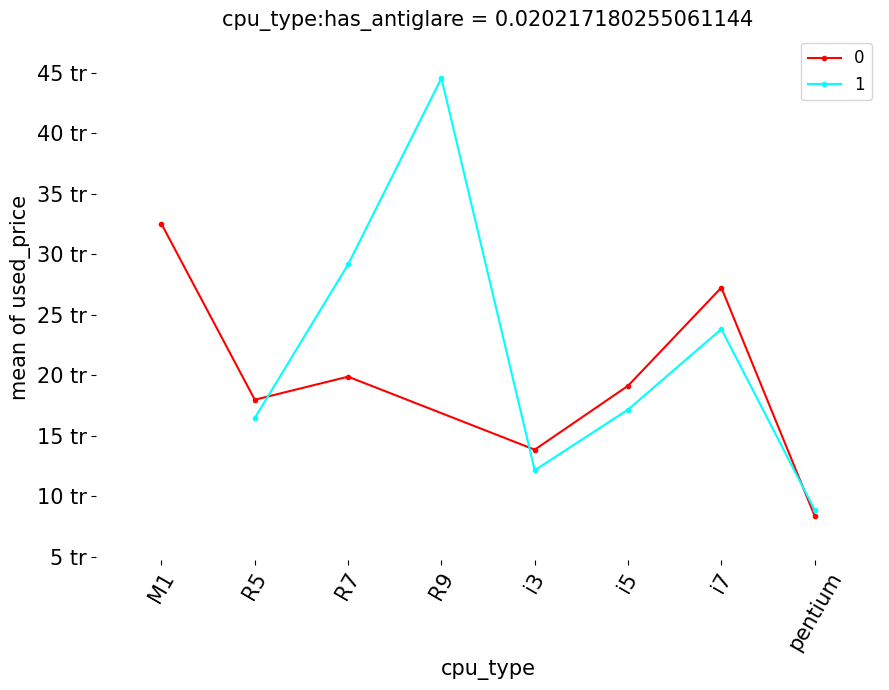 cpu_type:has_antiglare = 0.020217180255061144
0
1
45 tr
40 tr
35 tr
30 tr
25 tr
20 tr
15 tr
10 tr
5 tr
mean of used_price
M1
R5
R7
R9
i3
i5
i7
pentium
cpu_type